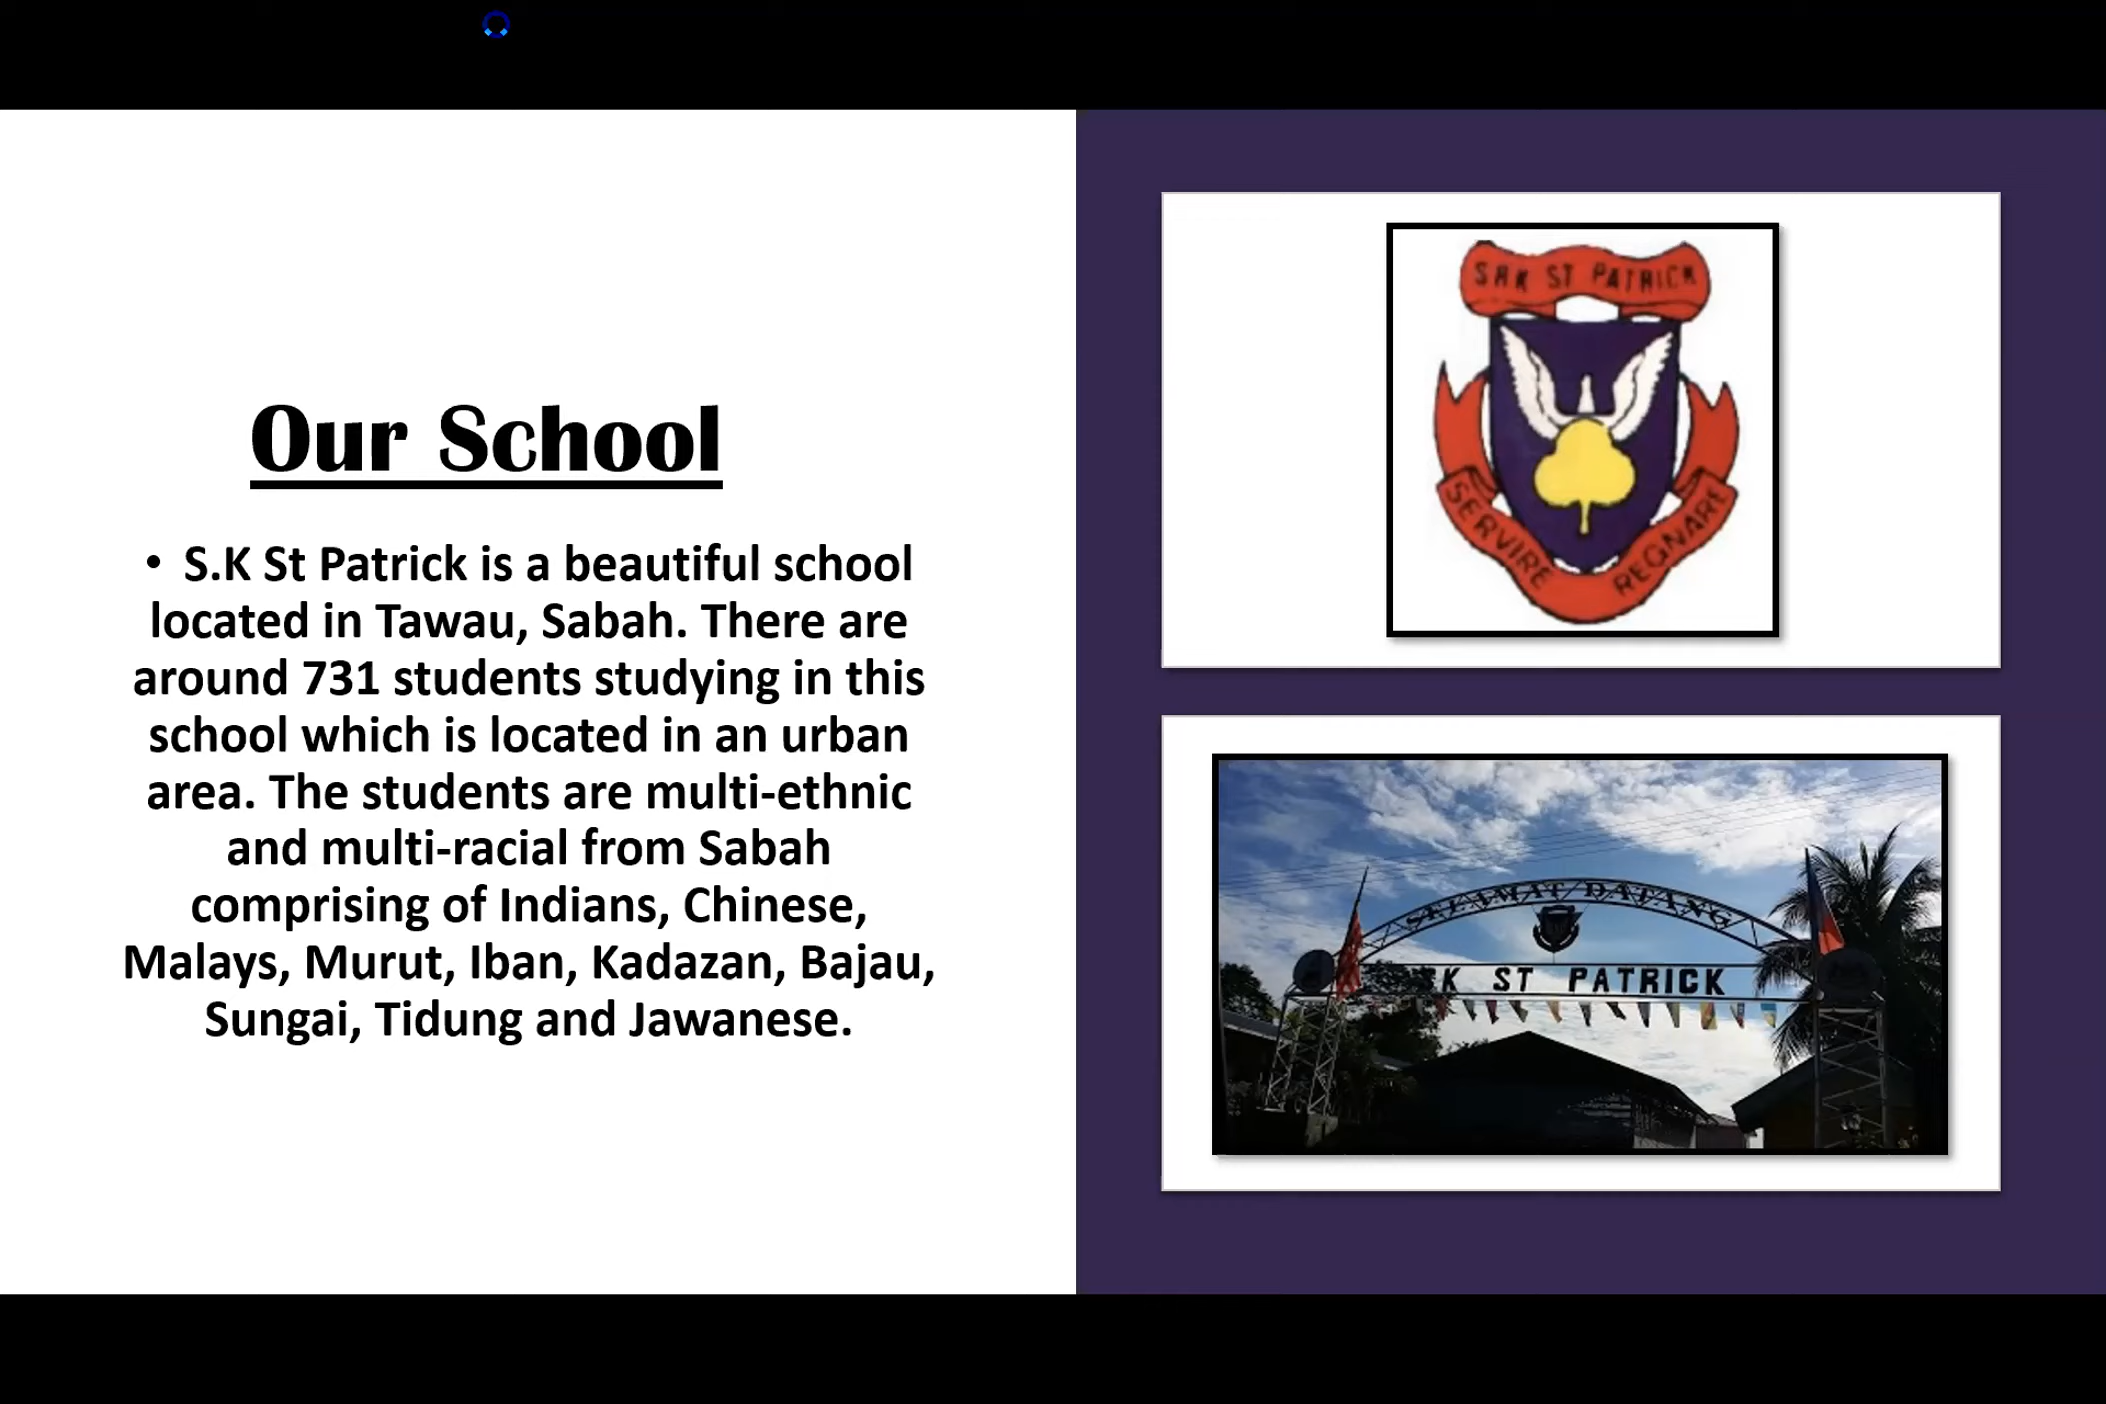 Our School
• S.K St Patrick is a beautiful school
located in Tawau, Sabah. There are
around 731 students studying in this
school which is located in an urban
area. The students are multi-ethnic
and multi-racial from Sabah
comprising of Indians, Chinese,
Malays, Murut, Iban, Kadazan, Bajau,
Sungai, Tidung and Jawanese.
SRK ST PATRICK
SERVIRE REGNARE
SELAMAT DATANG
SK ST PATRICK